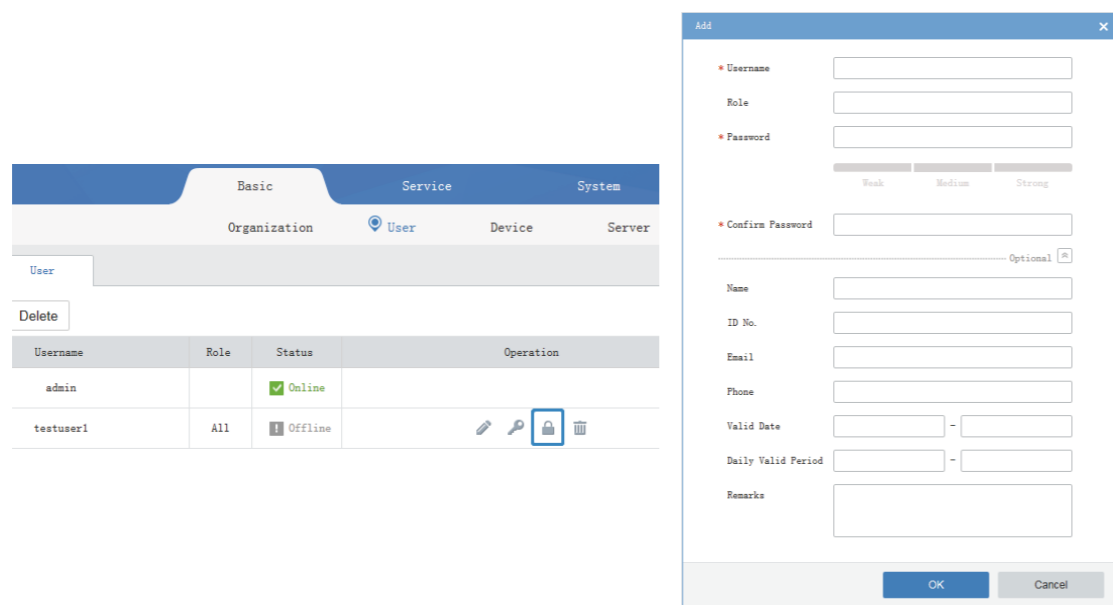 Basic Service System
Organization User Device Server
User
Delete
Username Role Status Operation
admin Online
testuser1 All Offline
Add
* Username
Role
* Password
Weak Medium Strong
* Confirm Password
Optional
Name
ID No.
Email
Phone
Valid Date -
Daily Valid Period -
Remarks
OK Cancel